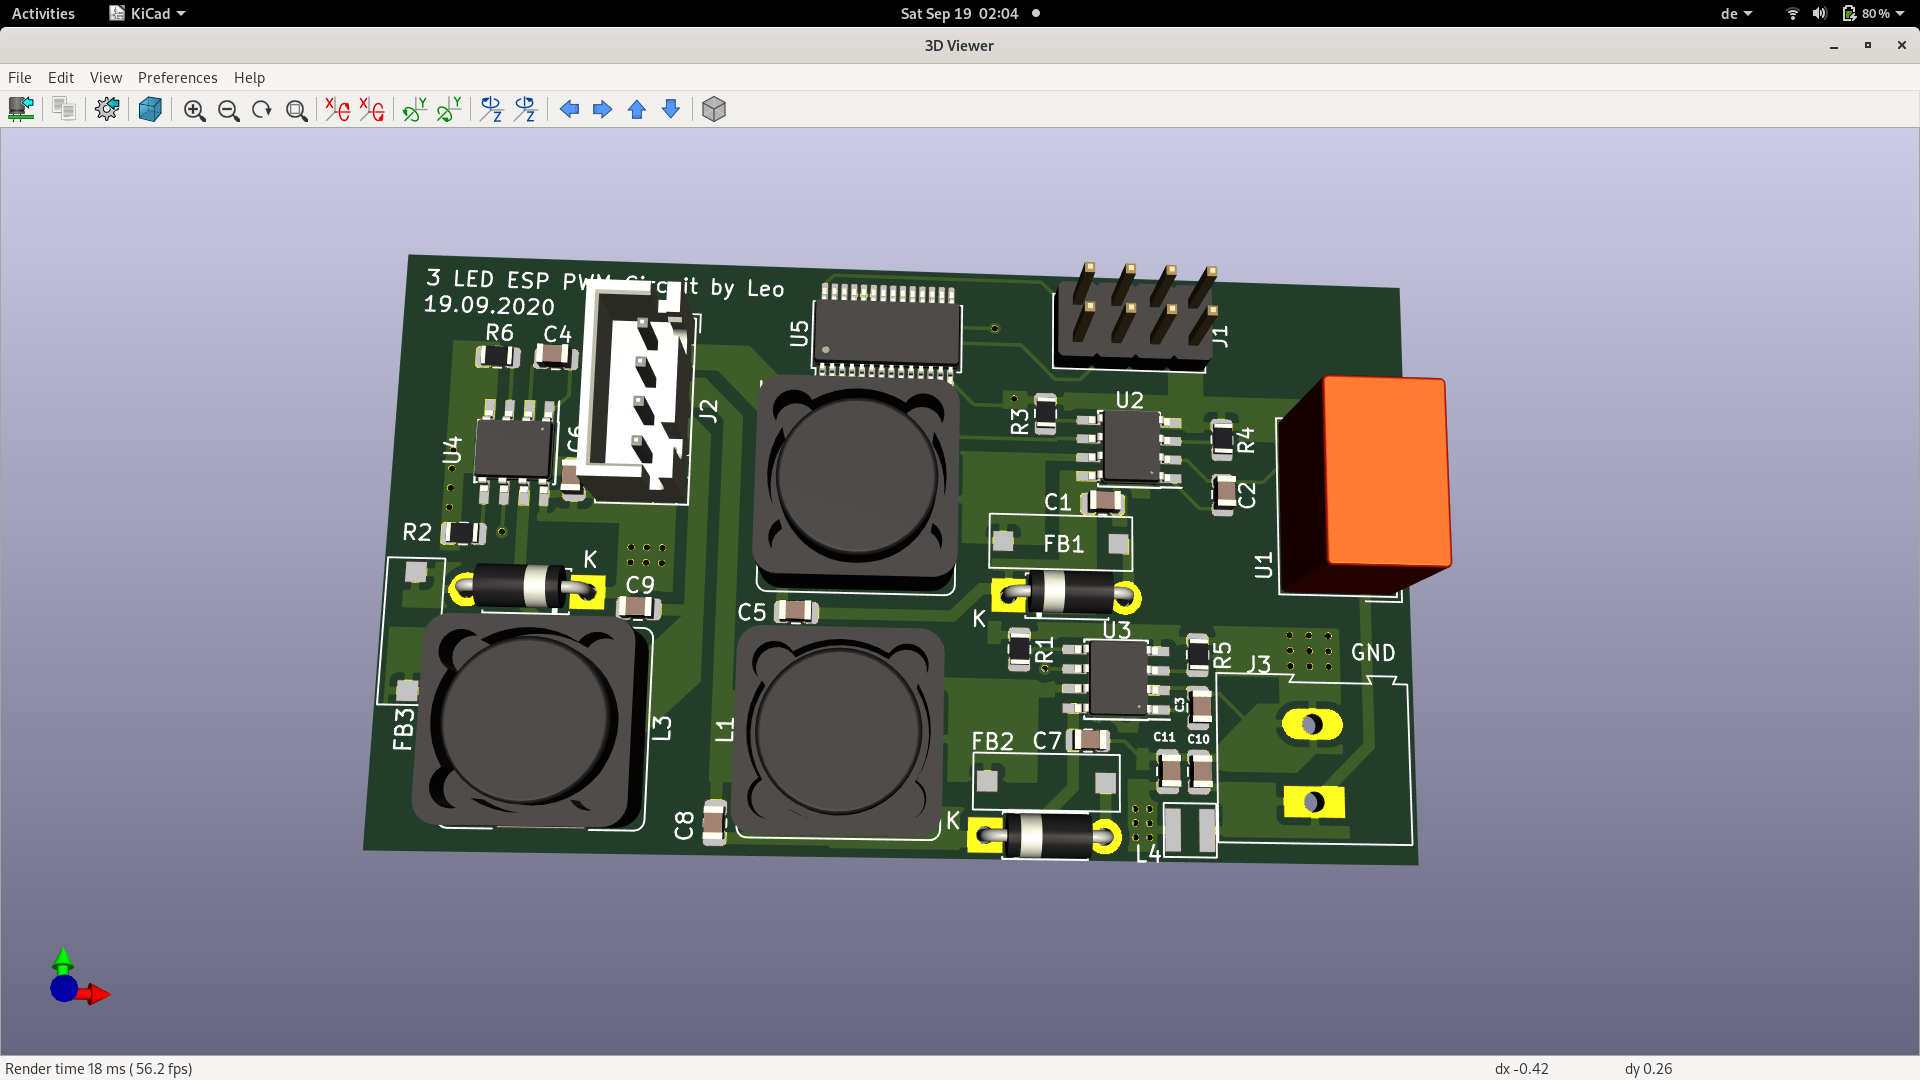 Activities KiCad Sat Sep 19 02:04 de 80%
3D Viewer
File Edit View Preferences Help
3 LED ESP PWM Circuit by Leo
19.09.2020
R6 C4
U5
J1
J2
U4
C6
R3
U2
R4
C1
C2
R2
FB1
U1
K
C9
C5
K
U3
R1
R5
J3
GND
C3
FB3
L3
L1
FB2
C7
C11
C10
C8
K
L4
Render time 18 ms ( 56.2 fps) dx -0.42 dy 0.26